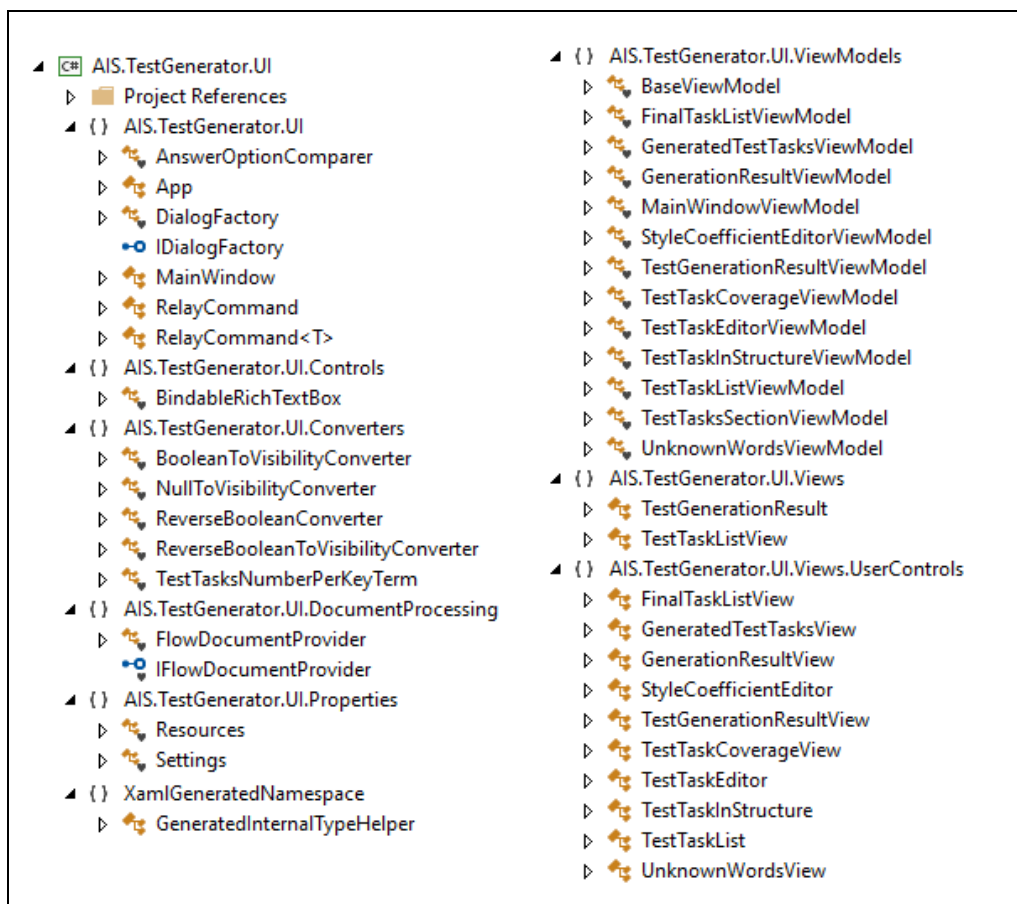 C# AIS.TestGenerator.UI
Project References
{ } AIS.TestGenerator.UI
AnswerOptionComparer
App
DialogFactory
IDialogFactory
MainWindow
RelayCommand
RelayCommand<T>
{ } AIS.TestGenerator.UI.Controls
BindableRichTextBox
{ } AIS.TestGenerator.UI.Converters
BooleanToVisibilityConverter
NullToVisibilityConverter
ReverseBooleanConverter
ReverseBooleanToVisibilityConverter
TestTasksNumberPerKeyTerm
{ } AIS.TestGenerator.UI.DocumentProcessing
FlowDocumentProvider
IFlowDocumentProvider
{ } AIS.TestGenerator.UI.Properties
Resources
Settings
{ } XamlGeneratedNamespace
GeneratedInternalTypeHelper
{ } AIS.TestGenerator.UI.ViewModels
BaseViewModel
FinalTaskListViewModel
GeneratedTestTasksViewModel
GenerationResultViewModel
MainWindowViewModel
StyleCoefficientEditorViewModel
TestGenerationResultViewModel
TestTaskCoverageViewModel
TestTaskEditorViewModel
TestTaskInStructureViewModel
TestTaskListViewModel
TestTasksSectionViewModel
UnknownWordsViewModel
{ } AIS.TestGenerator.UI.Views
TestGenerationResult
TestTaskListView
{ } AIS.TestGenerator.UI.Views.UserControls
FinalTaskListView
GeneratedTestTasksView
GenerationResultView
StyleCoefficientEditor
TestGenerationResultView
TestTaskCoverageView
TestTaskEditor
TestTaskInStructure
TestTaskList
UnknownWordsView